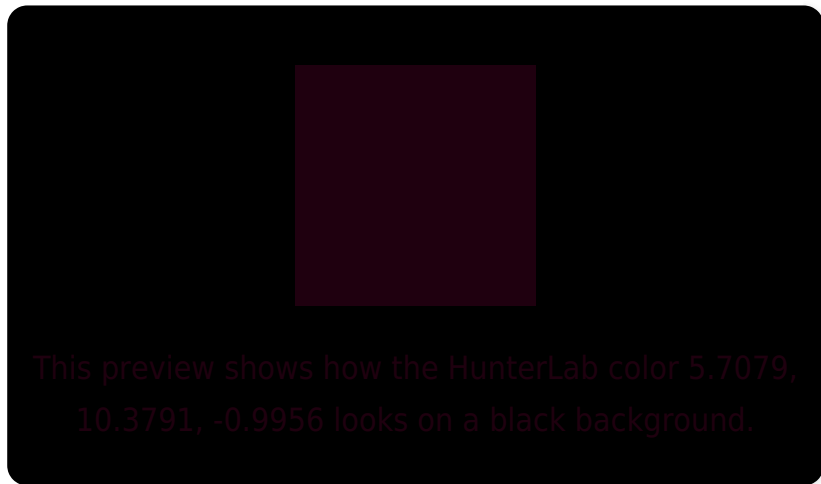 This preview shows how the HunterLab color 5.7079,
10.3791, -0.9956 looks on a black background.